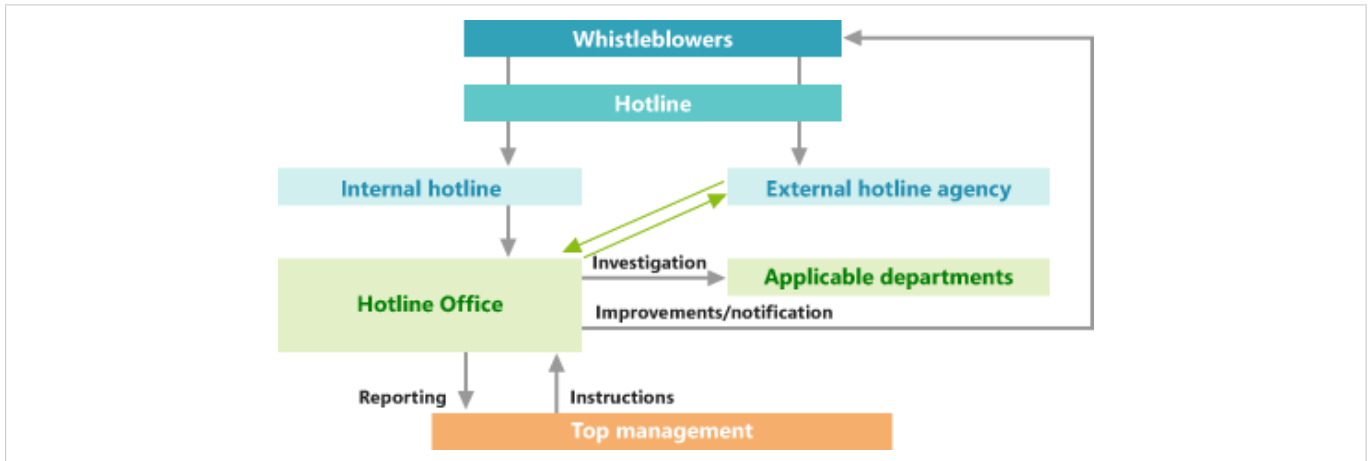 Whistleblowers
Hotline
Internal hotline
External hotline agency
Investigation
Applicable departments
Hotline Office
Improvements/notification
Reporting
Instructions
Top management